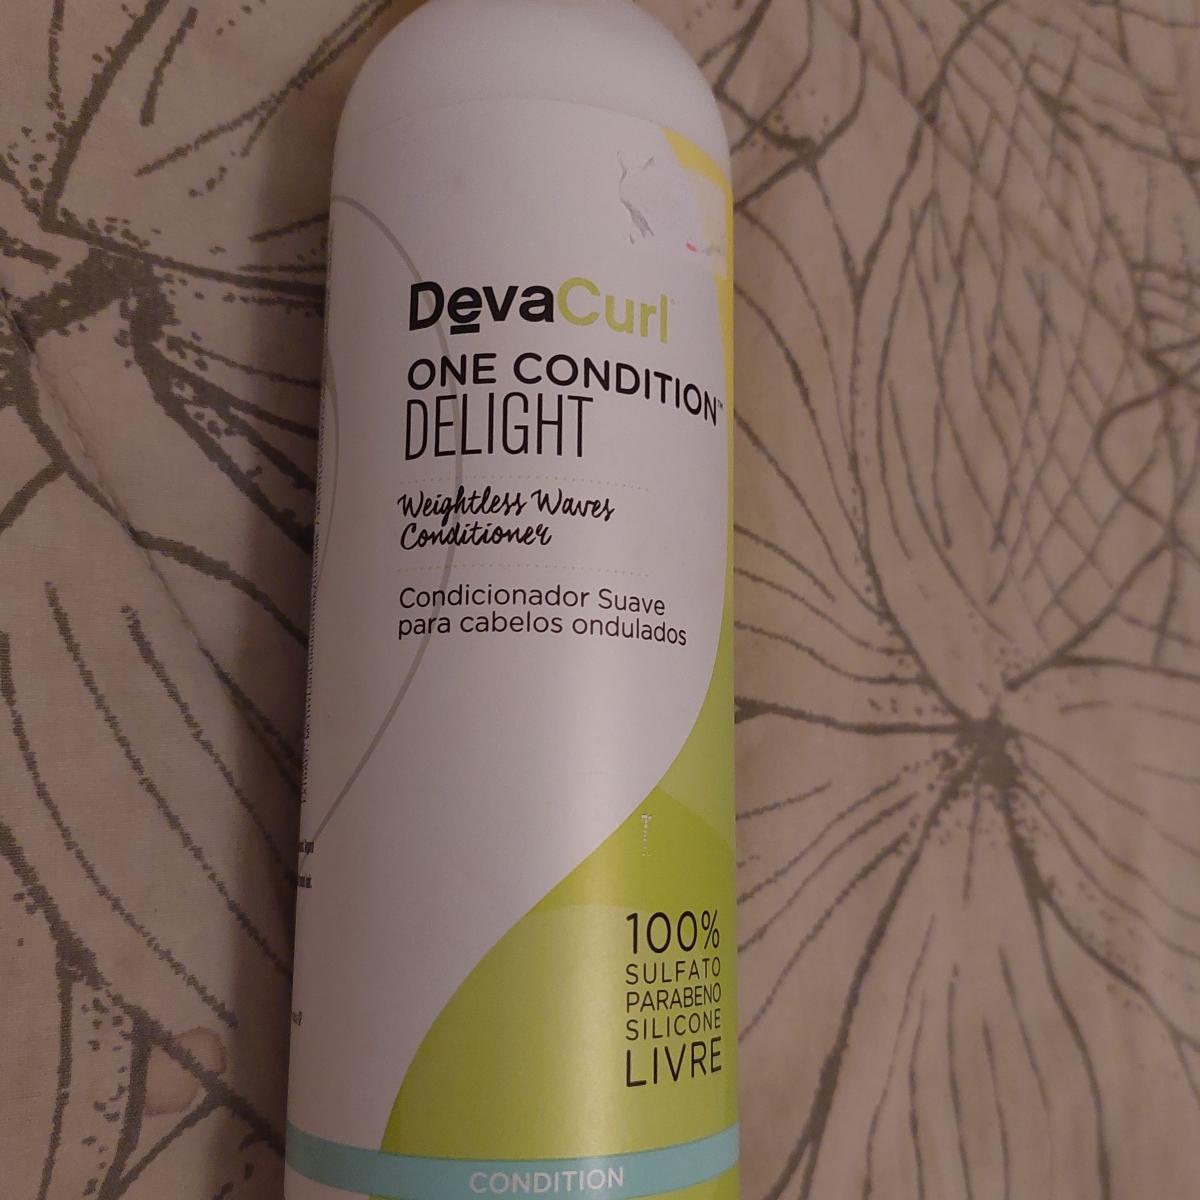 DevaCurl
ONE CONDITION™
DELIGHT
Weightless Waves
Conditioner
Condicionador Suave
para cabelos ondulados
100%
SULFATO
PARABENO
SILICONE
LIVRE
CONDITION